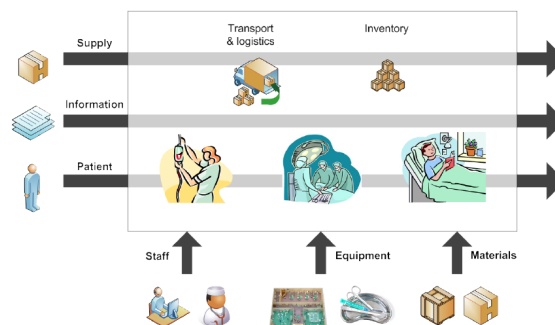 Transport
& logistics
Inventory
Supply
Information
Patient
Staff
Equipment
Materials